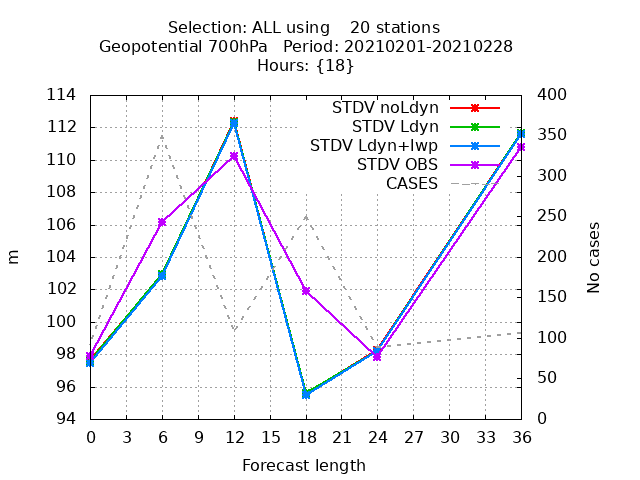 Selection: ALL using    20 stations
Geopotential 700hPa   Period: 20210201-20210228
Hours: {18}
114
112
110
108
106
104
102
100
98
96
94
m
STDV noLdyn
STDV Ldyn
STDV Ldyn+lwp
STDV OBS
CASES
400
350
300
250
200
150
100
50
0
No cases
0 3 6 9 12 15 18 21 24 27 30 33 36
Forecast length